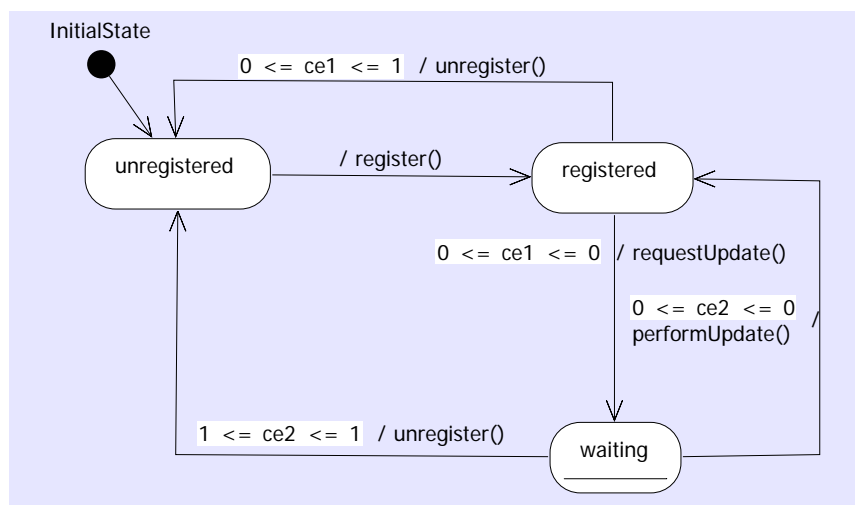 InitialState
0 <= ce1 <= 1 / unregister()
unregistered
/ register()
registered
0 <= ce1 <= 0 / requestUpdate()
0 <= ce2 <= 0 /
performUpdate()
1 <= ce2 <= 1 / unregister()
waiting